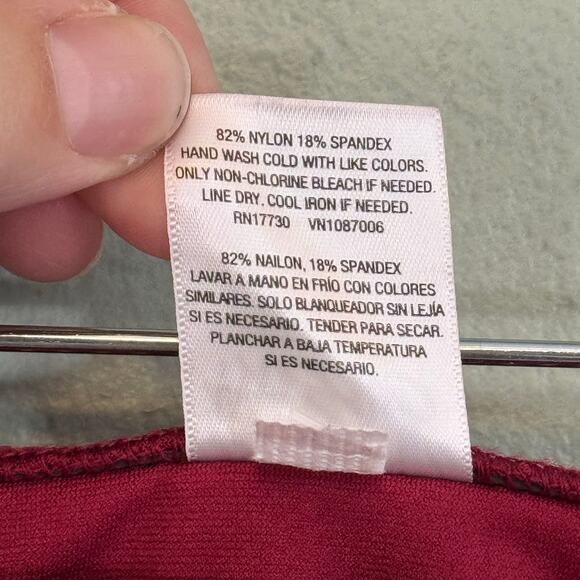 82% NYLON 18% SPANDEX
HAND WASH COLD WITH LIKE COLORS.
ONLY NON-CHLORINE BLEACH IF NEEDED.
LINE DRY. COOL IRON IF NEEDED.
RN17730 VN1087006
82% NAILON, 18% SPANDEX
LAVAR A MANO EN FRÍO CON COLORES
SIMILARES. SOLO BLANQUEADOR SIN LEJÍA
SI ES NECESARIO. TENDER PARA SECAR.
PLANCHAR A BAJA TEMPERATURA
SI ES NECESARIO.